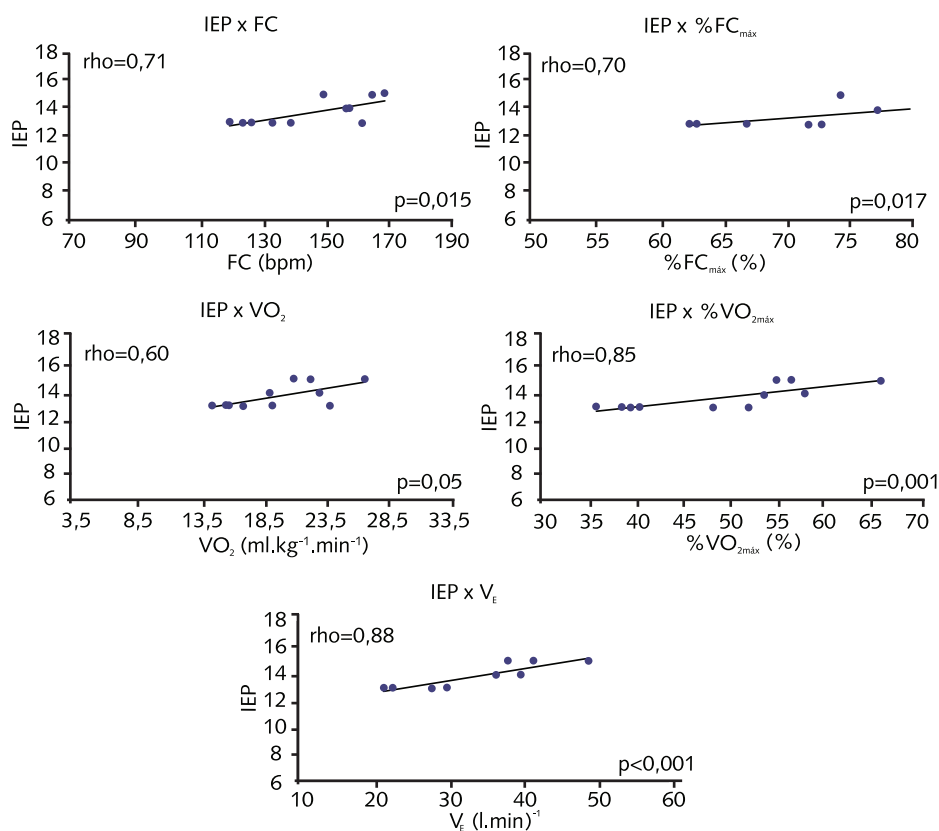 IEP x FC
rho=0,71
IEP
18
16
14
12
10
8
6
p=0,015
70 90 110 130 150 170 190
FC (bpm)
IEP x %FCmáx
rho=0,70
IEP
18
16
14
12
10
8
6
p=0,017
50 55 60 62 70 75 80
%FCmáx (%)
IEP x VO2
rho=0,60
IEP
18
16
14
12
10
8
6
p=0,05
3,5 8,5 13,5 18,5 23,5 28,5 33,5
VO2 (ml.kg-1.min-1)
IEP x %VO2máx
rho=0,85
IEP
18
16
14
12
10
8
6
p=0,001
30 35 40 45 50 55 60 65 70
%VO2máx (%)
IEP x VE
rho=0,88
IEP
18
16
14
12
10
8
6
p<0,001
10 20 30 40 50 60
VE (l.min)-1